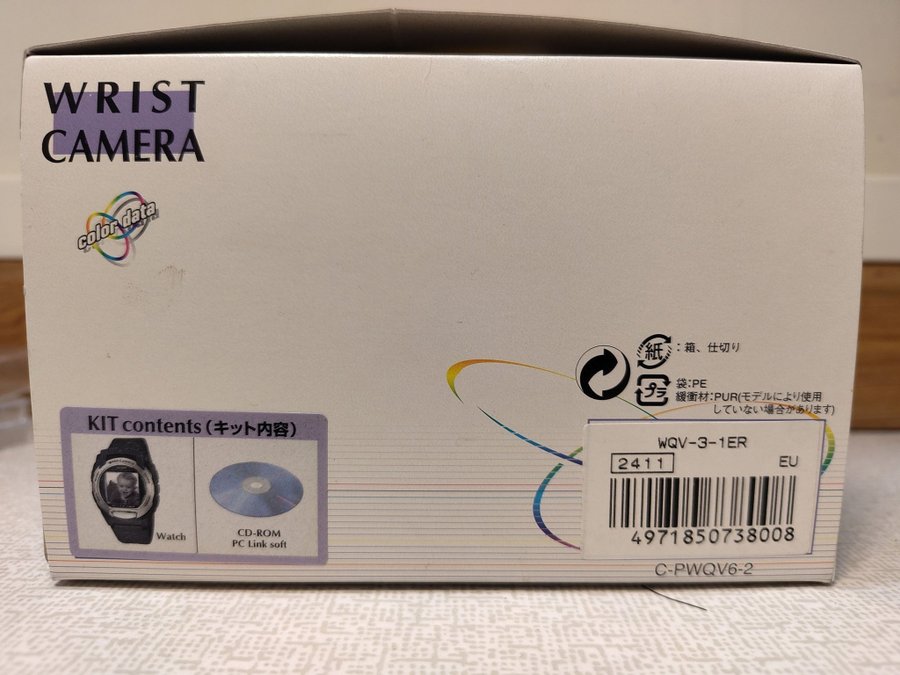 WRIST
CAMERA
color data
紙
：箱、仕切り
プラ
袋：PE
緩衝材：PUR(モデルにより使用
していない場合があります)
KIT contents（キット内容）
Watch
CD-ROM
PC Link soft
WQV-3-1ER
2411
EU
4971850738008
C-PWQV6-2